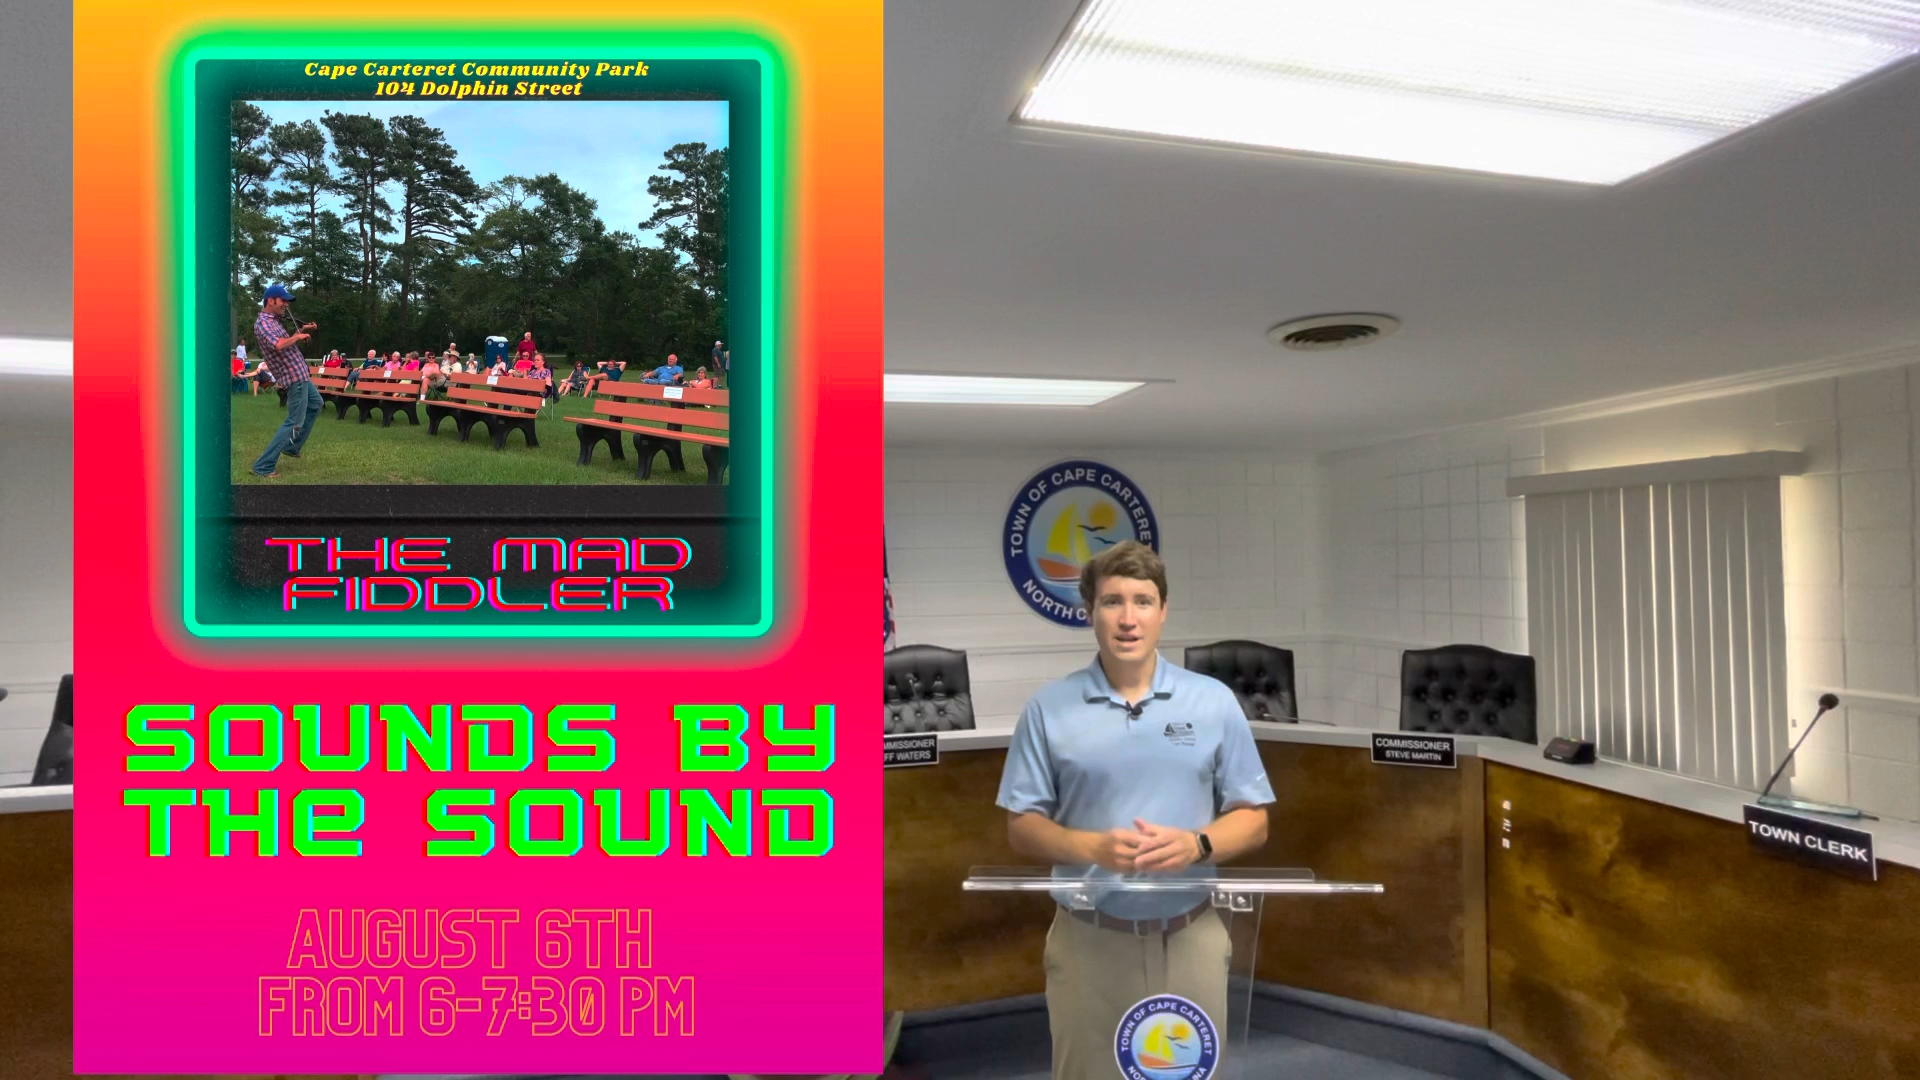 Cape Carteret Community Park
104 Dolphin Street
THE MAD
FIDDLER
SOUNDS BY
THE SOUND
AUGUST 6TH
FROM 6-7:30 PM
TOWN OF CAPE CARTERET
NORTH C
COMMISSIONER
STEVE MARTIN
TOWN CLERK
TOWN OF CAPE CARTERET